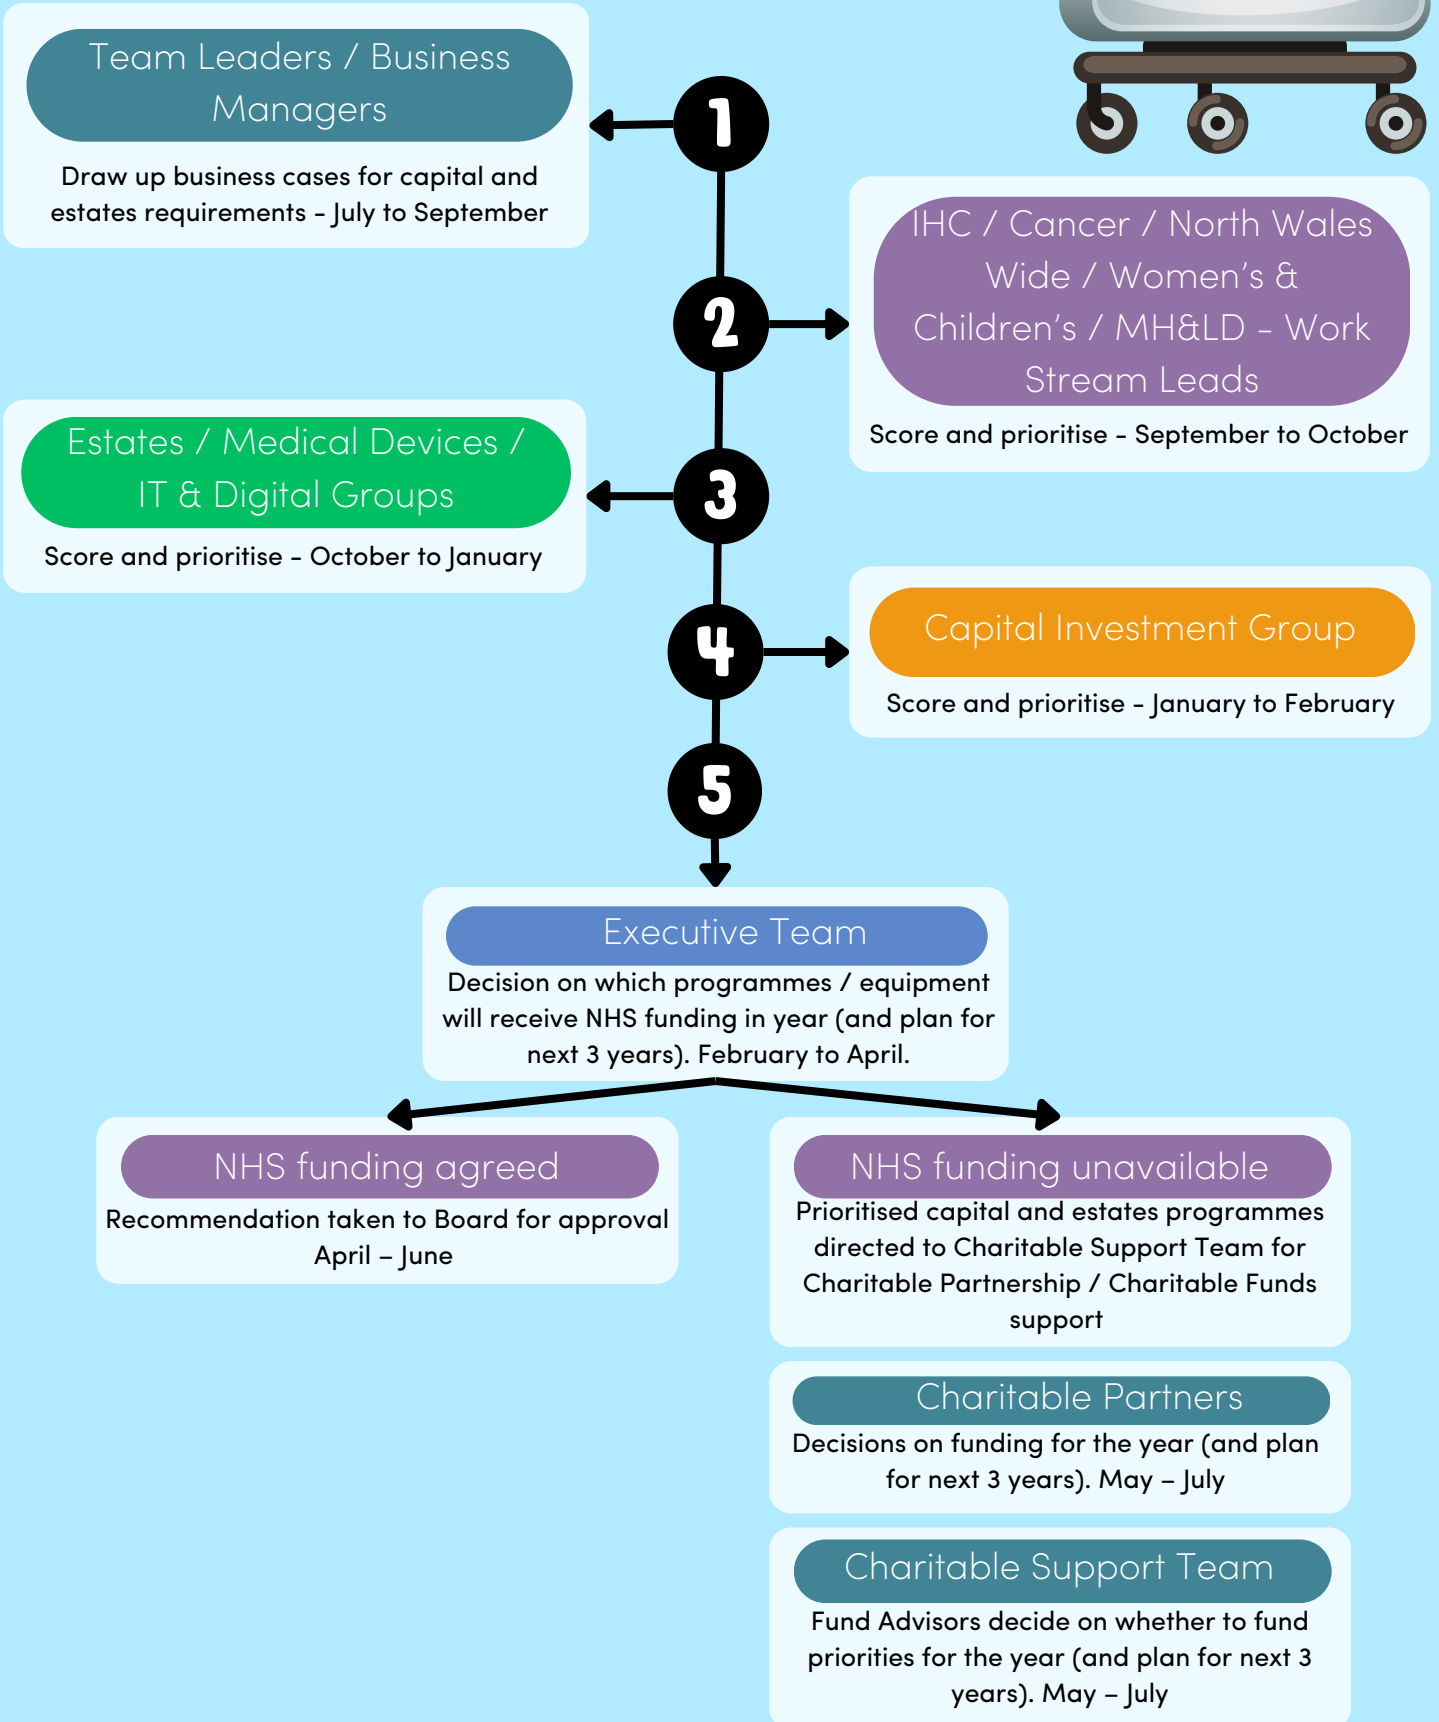 Team Leaders / Business
Managers
Draw up business cases for capital and
estates requirements - July to September
1
2
IHC / Cancer / North Wales
Wide / Women's &
Children's / MH&LD - Work
Stream Leads
Score and prioritise - September to October
3
Estates / Medical Devices /
IT & Digital Groups
Score and prioritise - October to January
4
Capital Investment Group
Score and prioritise - January to February
5
Executive Team
Decision on which programmes / equipment
will receive NHS funding in year (and plan for
next 3 years). February to April.
NHS funding agreed
Recommendation taken to Board for approval
April – June
NHS funding unavailable
Prioritised capital and estates programmes
directed to Charitable Support Team for
Charitable Partnership / Charitable Funds
support
Charitable Partners
Decisions on funding for the year (and plan
for next 3 years). May – July
Charitable Support Team
Fund Advisors decide on whether to fund
priorities for the year (and plan for next 3
years). May – July